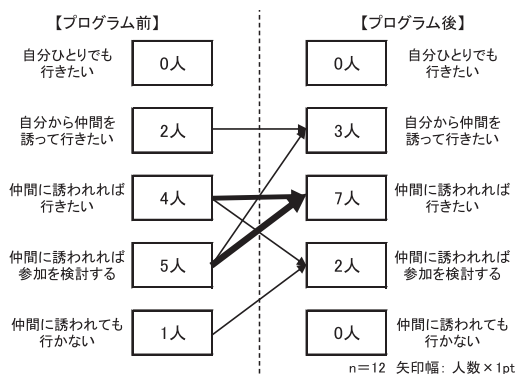 【プログラム前】
【プログラム後】
自分ひとりでも
行きたい
0人
0人
自分ひとりでも
行きたい
自分から仲間を
誘って行きたい
2人
3人
自分から仲間を
誘って行きたい
仲間に誘われれば
行きたい
4人
7人
仲間に誘われれば
行きたい
仲間に誘われれば
参加を検討する
5人
2人
仲間に誘われれば
参加を検討する
仲間に誘われても
行かない
1人
0人
仲間に誘われても
行かない
n=12 矢印幅: 人数×1pt